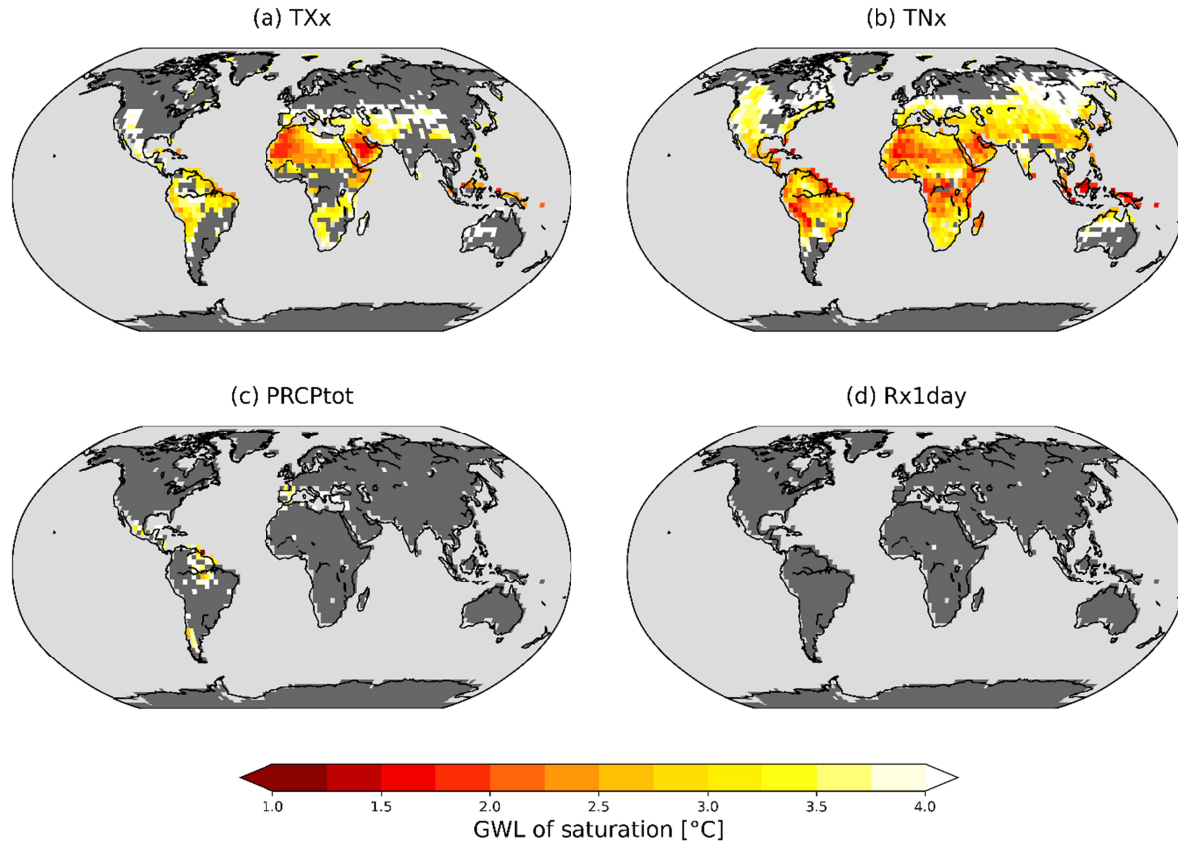 (a) TXx
(b) TNx
(c) PRCPtot
(d) Rx1day
1.0 1.5 2.0 2.5 3.0 3.5 4.0
GWL of saturation [°C]